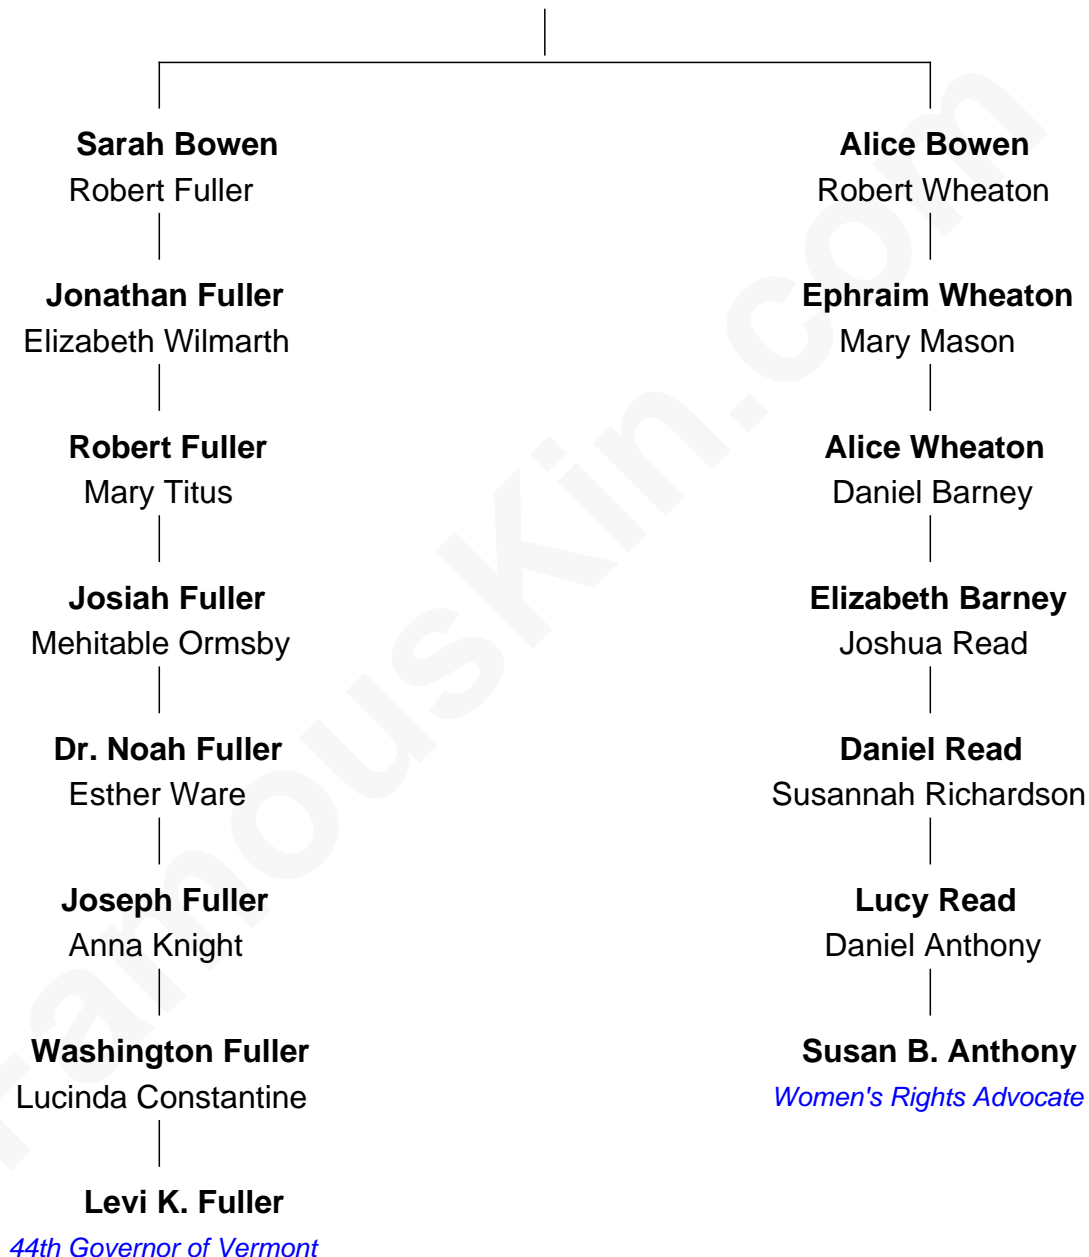 Sarah Bowen
Robert Fuller
Jonathan Fuller
Elizabeth Wilmarth
Robert Fuller
Mary Titus
Josiah Fuller
Mehitable Ormsby
Dr. Noah Fuller
Esther Ware
Joseph Fuller
Anna Knight
Washington Fuller
Lucinda Constantine
Levi K. Fuller
44th Governor of Vermont
Alice Bowen
Robert Wheaton
Ephraim Wheaton
Mary Mason
Alice Wheaton
Daniel Barney
Elizabeth Barney
Joshua Read
Daniel Read
Susannah Richardson
Lucy Read
Daniel Anthony
Susan B. Anthony
Women's Rights Advocate
FamousKin.com